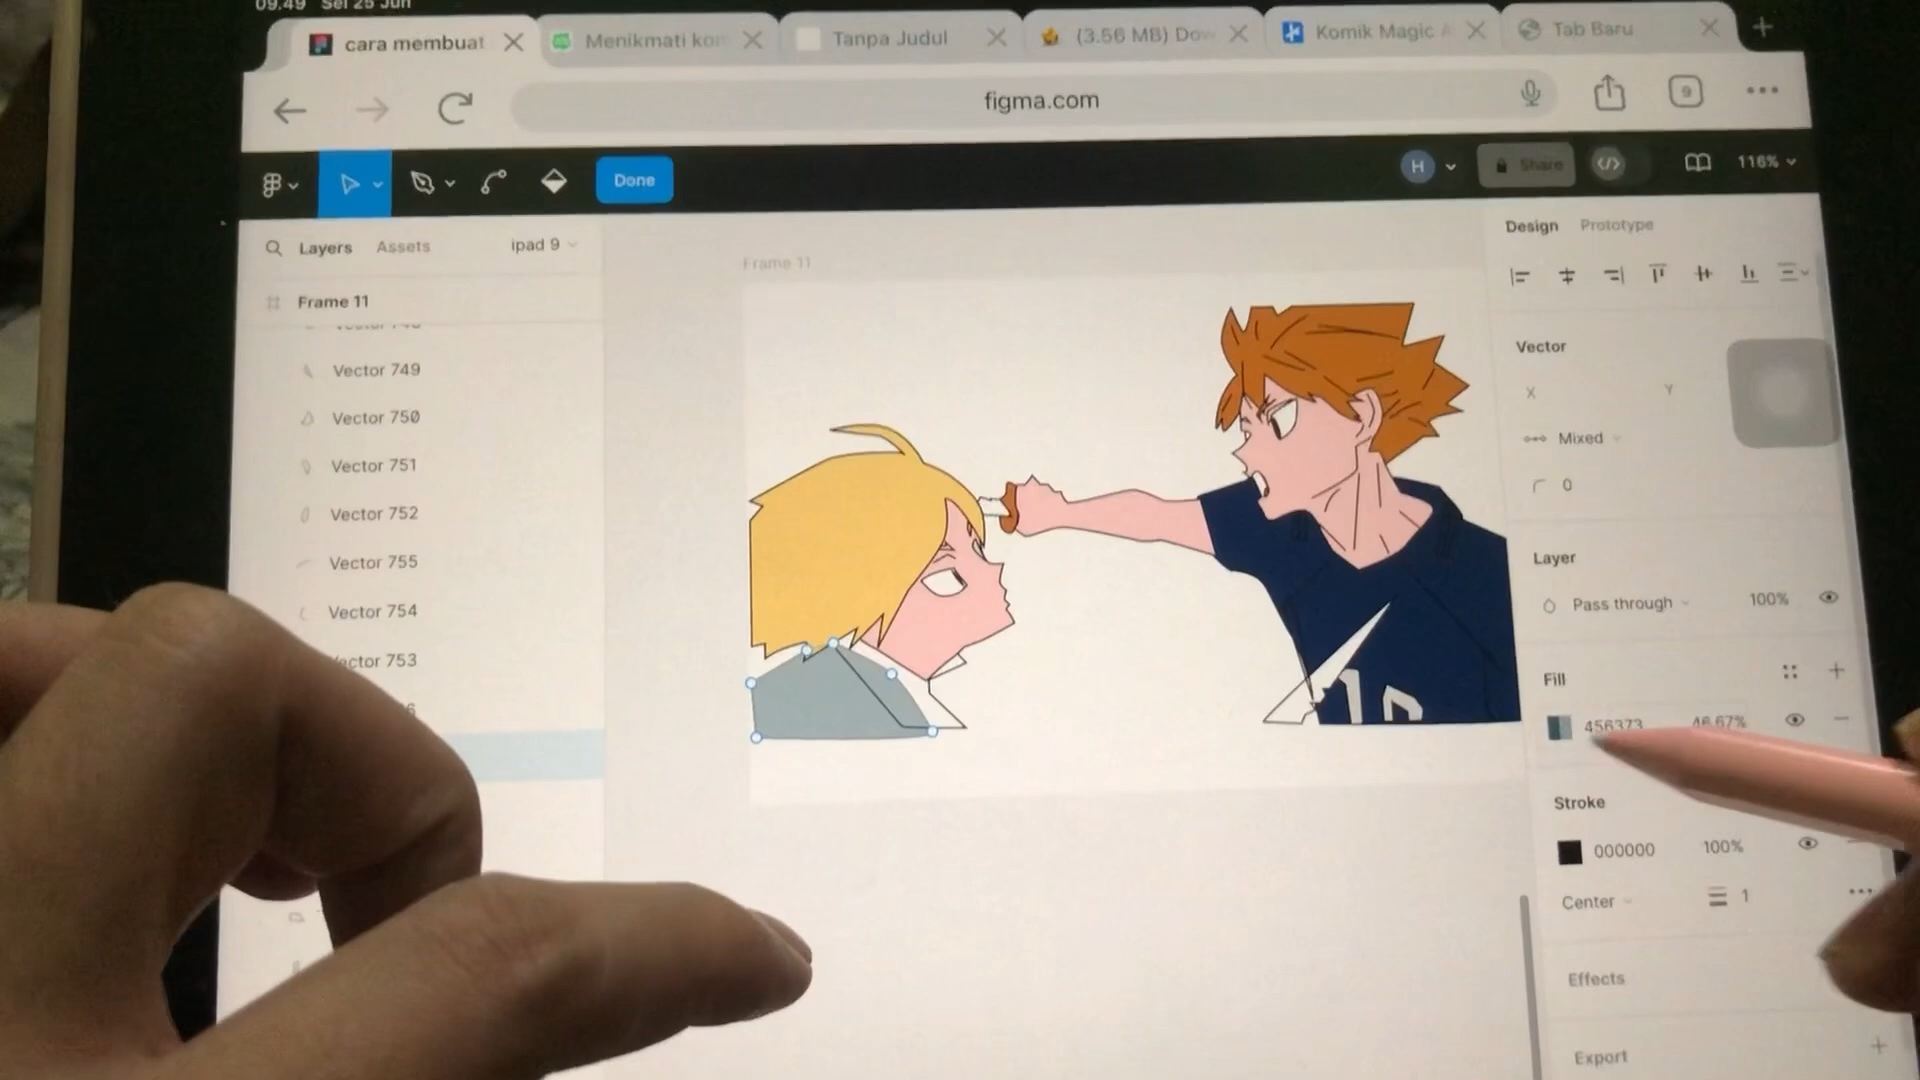 09.49 Sel 25 Jun
cara membuat
Menikmati kom
Tanpa Judul
(3.56 MB) Dow
Komik Magic A
Tab Baru
figma.com
9
Done
H
Share
116%
Layers
Assets
ipad 9
Design
Prototype
Frame 11
Frame 11
Vector 749
Vector 750
Vector 751
Vector 752
Vector 755
Vector 754
Vector 753
Vector
X
Y
Mixed
0
Layer
Pass through
100%
Fill
456373
46.67%
Stroke
000000
100%
Center
1
Effects
Export